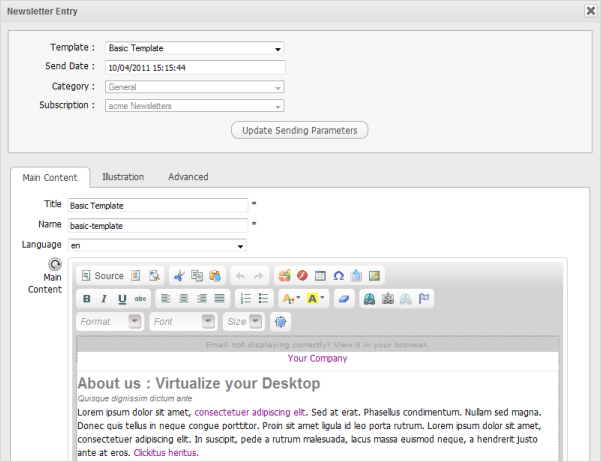 Newsletter Entry
Template : Basic Template
Send Date : 10/04/2011 15:15:44
Category : General
Subscription : acme Newsletters
Update Sending Parameters
Main Content Illustration Advanced
Title Basic Template *
Name basic-template *
Language en
Main
Content
Source
B I U abc
Format Font Size
Email not displaying correctly? View it in your browser.
Your Company
About us : Virtualize your Desktop
Quisque dignissim dictum ante
Lorem ipsum dolor sit amet, consectetuer adipiscing elit. Sed at erat. Phasellus condimentum. Nullam sed magna.
Donec quis tellus in neque congue porttitor. Proin sit amet ligula id leo porta rutrum. Lorem ipsum dolor sit amet,
consectetuer adipiscing elit. In suscipit, pede a rutrum malesuada, lacus massa euismod neque, a hendrerit justo
ante at eros. Clickitus heritus.